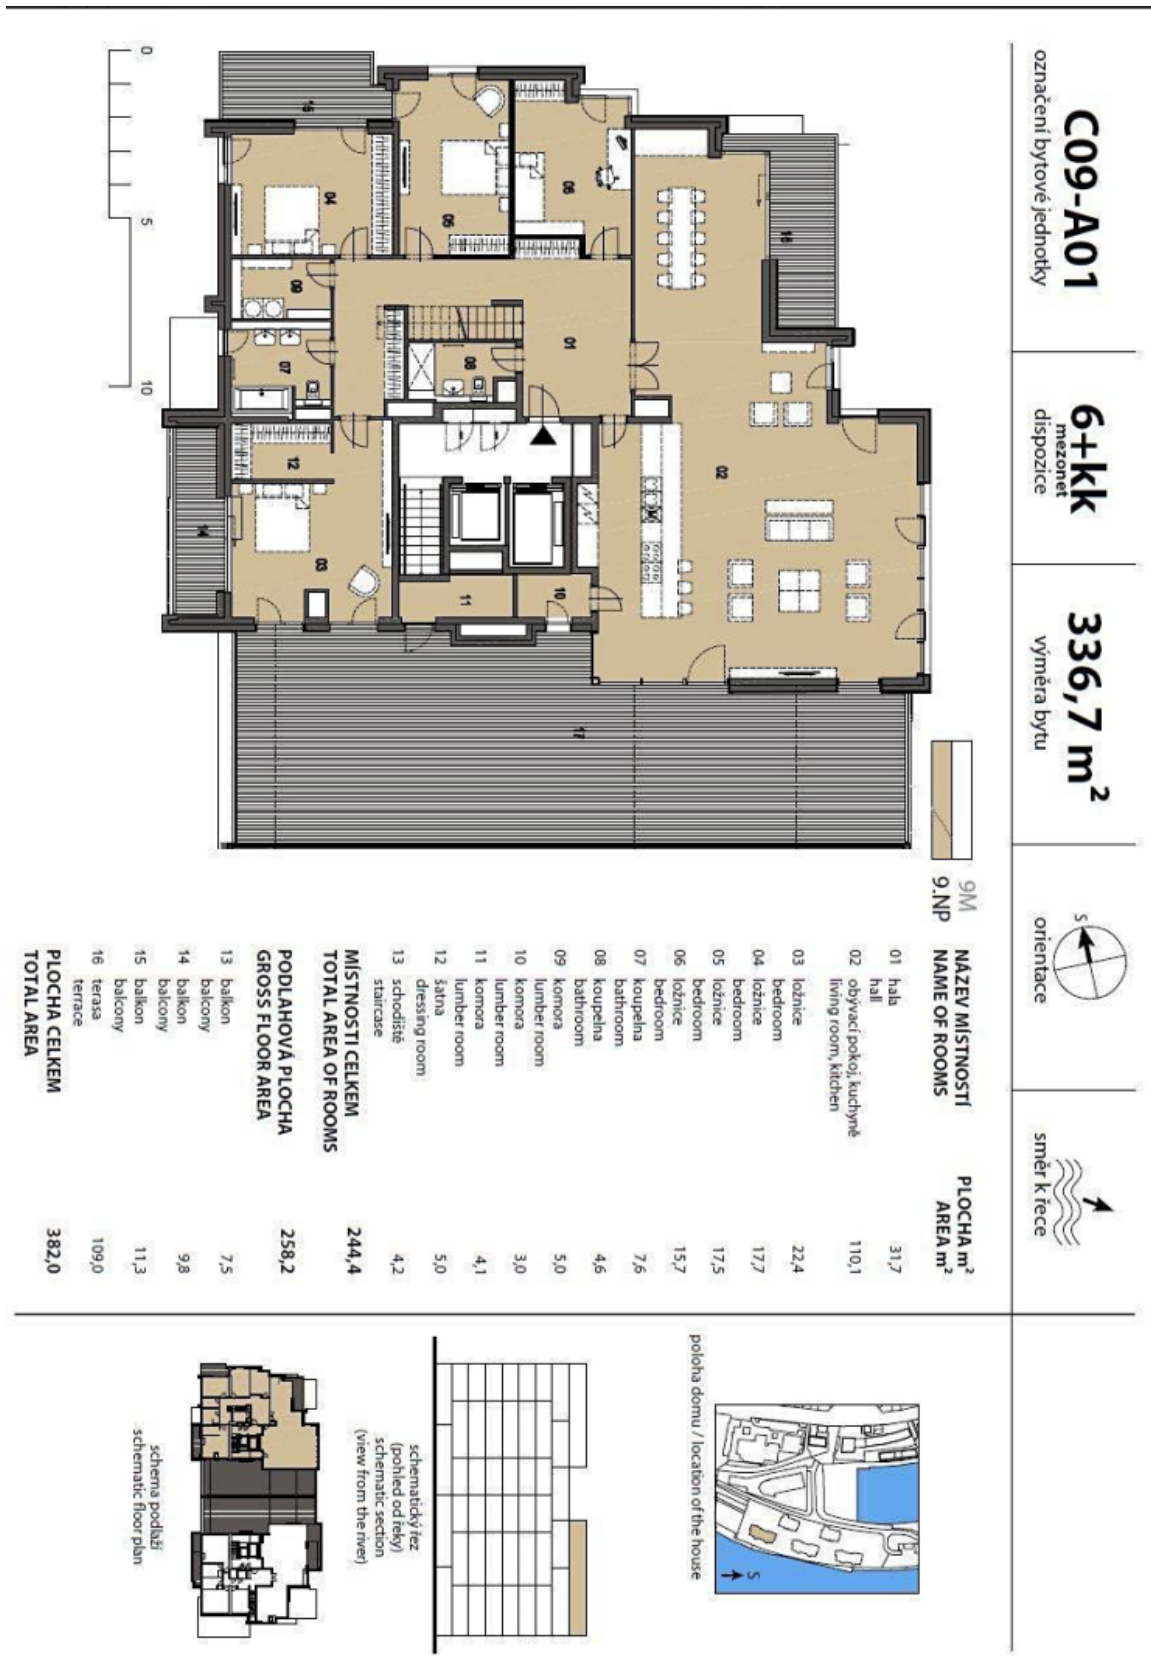 C09-A01
označení bytové jednotky
6+kk
mezonet
dispozice
336,7 m²
výměra bytu
S
orientace
směr k řece
9M
9.NP
NÁZEV MÍSTNOSTÍ PLOCHA m²
NAME OF ROOMS AREA m²
01 hala 31,7
hall
02 obývací pokoj, kuchyně 110,1
living room, kitchen
03 ložnice 22,4
bedroom
04 ložnice 17,7
bedroom
05 ložnice 17,5
bedroom
06 ložnice 15,7
bedroom
07 koupelna 7,6
bathroom
08 koupelna 4,6
bathroom
09 komora 5,0
lumber room
10 komora 3,0
lumber room
11 komora 4,1
lumber room
12 šatna 5,0
dressing room
13 schodiště 4,2
staircase
MÍSTNOSTI CELKEM 244,4
TOTAL AREA OF ROOMS
PODLAHOVÁ PLOCHA 258,2
GROSS FLOOR AREA
13 balkon 7,5
balcony
14 balkon 9,8
balcony
15 balkon 11,3
balcony
16 terasa 109,0
terrace
PLOCHA CELKEM 382,0
TOTAL AREA
poloha domu / location of the house
S
schematický řez
(pohled od řeky)
schematic section
(view from the river)
schema podlaží
schematic floor plan
16
06
05
15
04
01
09
08
07
02
12
14
03
10
11
17
0
5
10